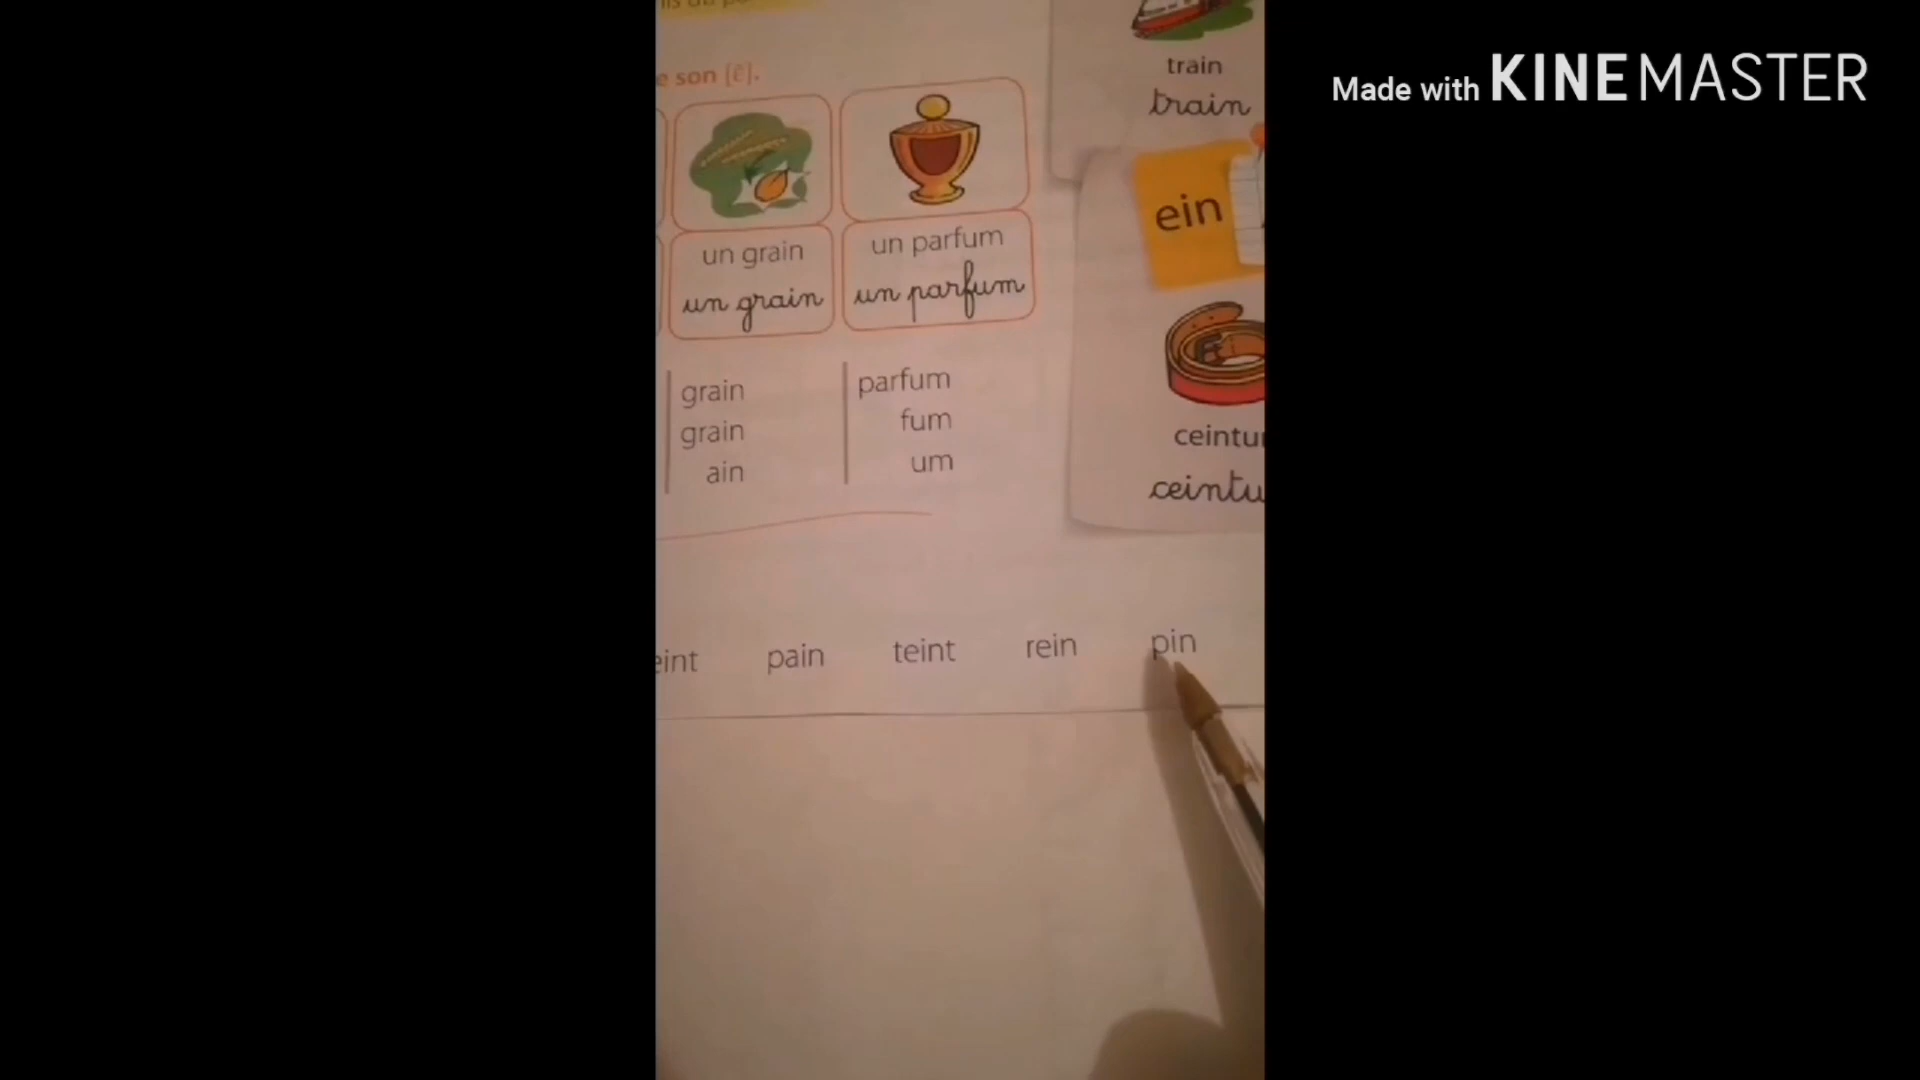 Made with KINEMASTER
e son [ẽ].
train
train
ein
un grain
un grain
un parfum
un parfum
grain
grain
ain
parfum
fum
um
ceintu
ceintu
eint pain teint rein pin